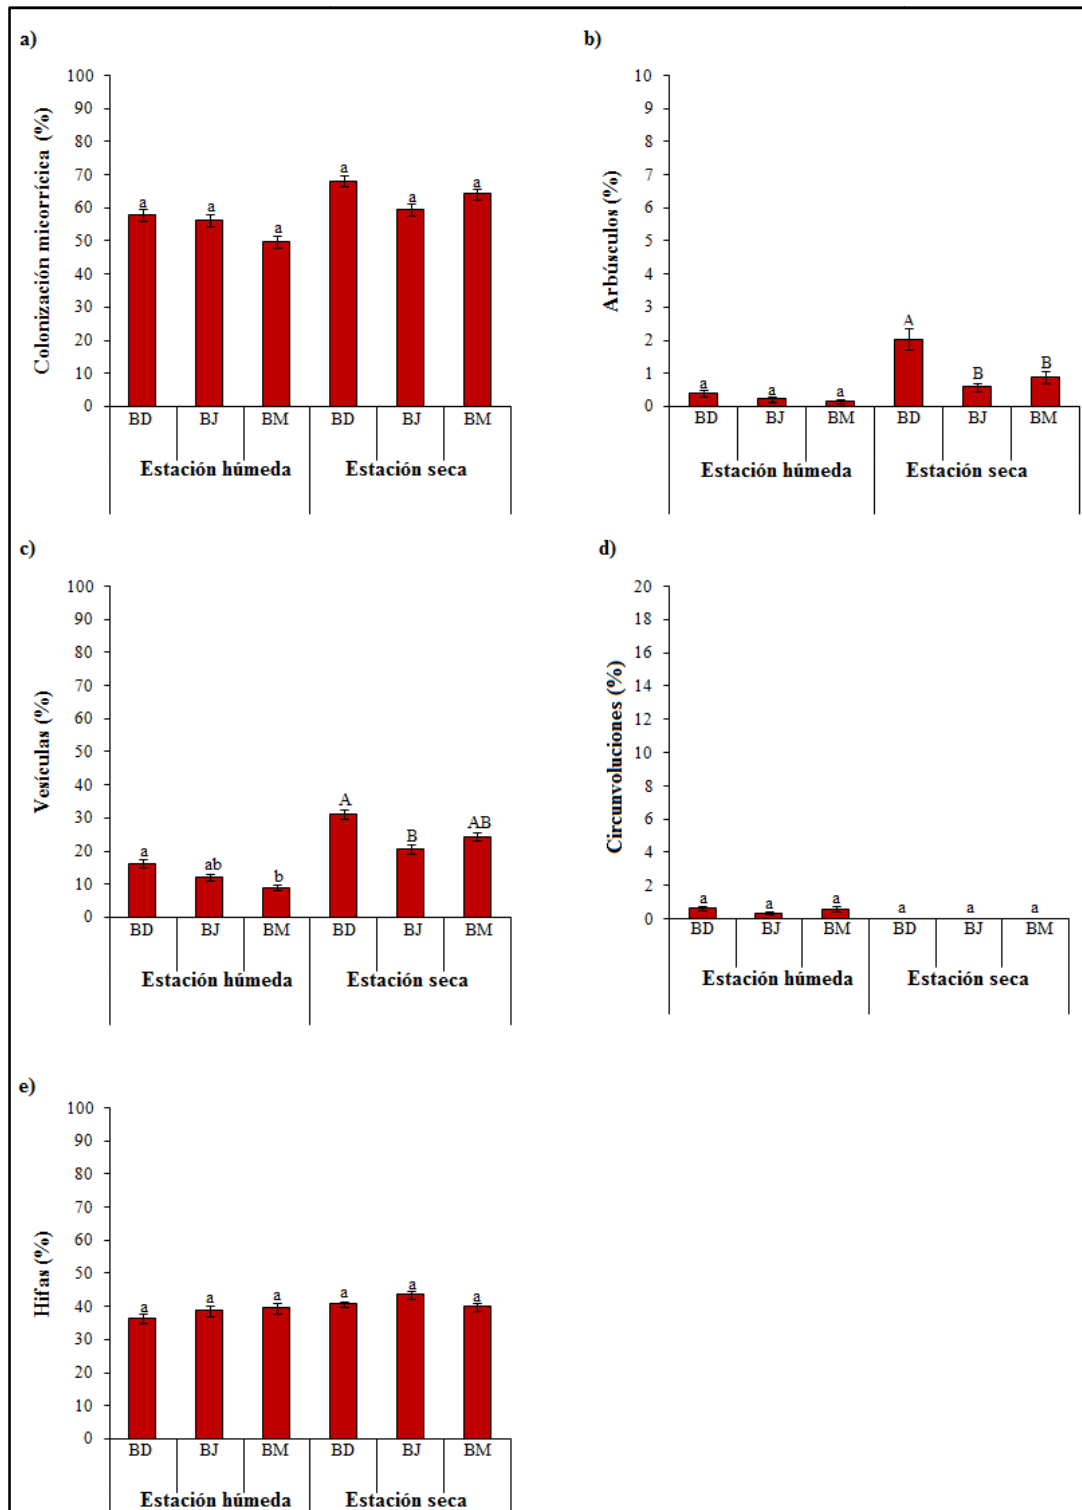 a)
Colonización micorrícica (%)
100
90
80
70
60
50
40
30
20
10
0
a a a a a a
BD BJ BM BD BJ BM
Estación húmeda Estación seca
b)
Arbúsculos (%)
10
9
8
7
6
5
4
3
2
1
0
a a a A B B
BD BJ BM BD BJ BM
Estación húmeda Estación seca
c)
Vesículas (%)
100
90
80
70
60
50
40
30
20
10
0
a ab b A B AB
BD BJ BM BD BJ BM
Estación húmeda Estación seca
d)
Circunvoluciones (%)
20
18
16
14
12
10
8
6
4
2
0
a a a a a a
BD BJ BM BD BJ BM
Estación húmeda Estación seca
e)
Hifas (%)
100
90
80
70
60
50
40
30
20
10
0
a a a a a a
BD BJ BM BD BJ BM
Estación húmeda Estación seca